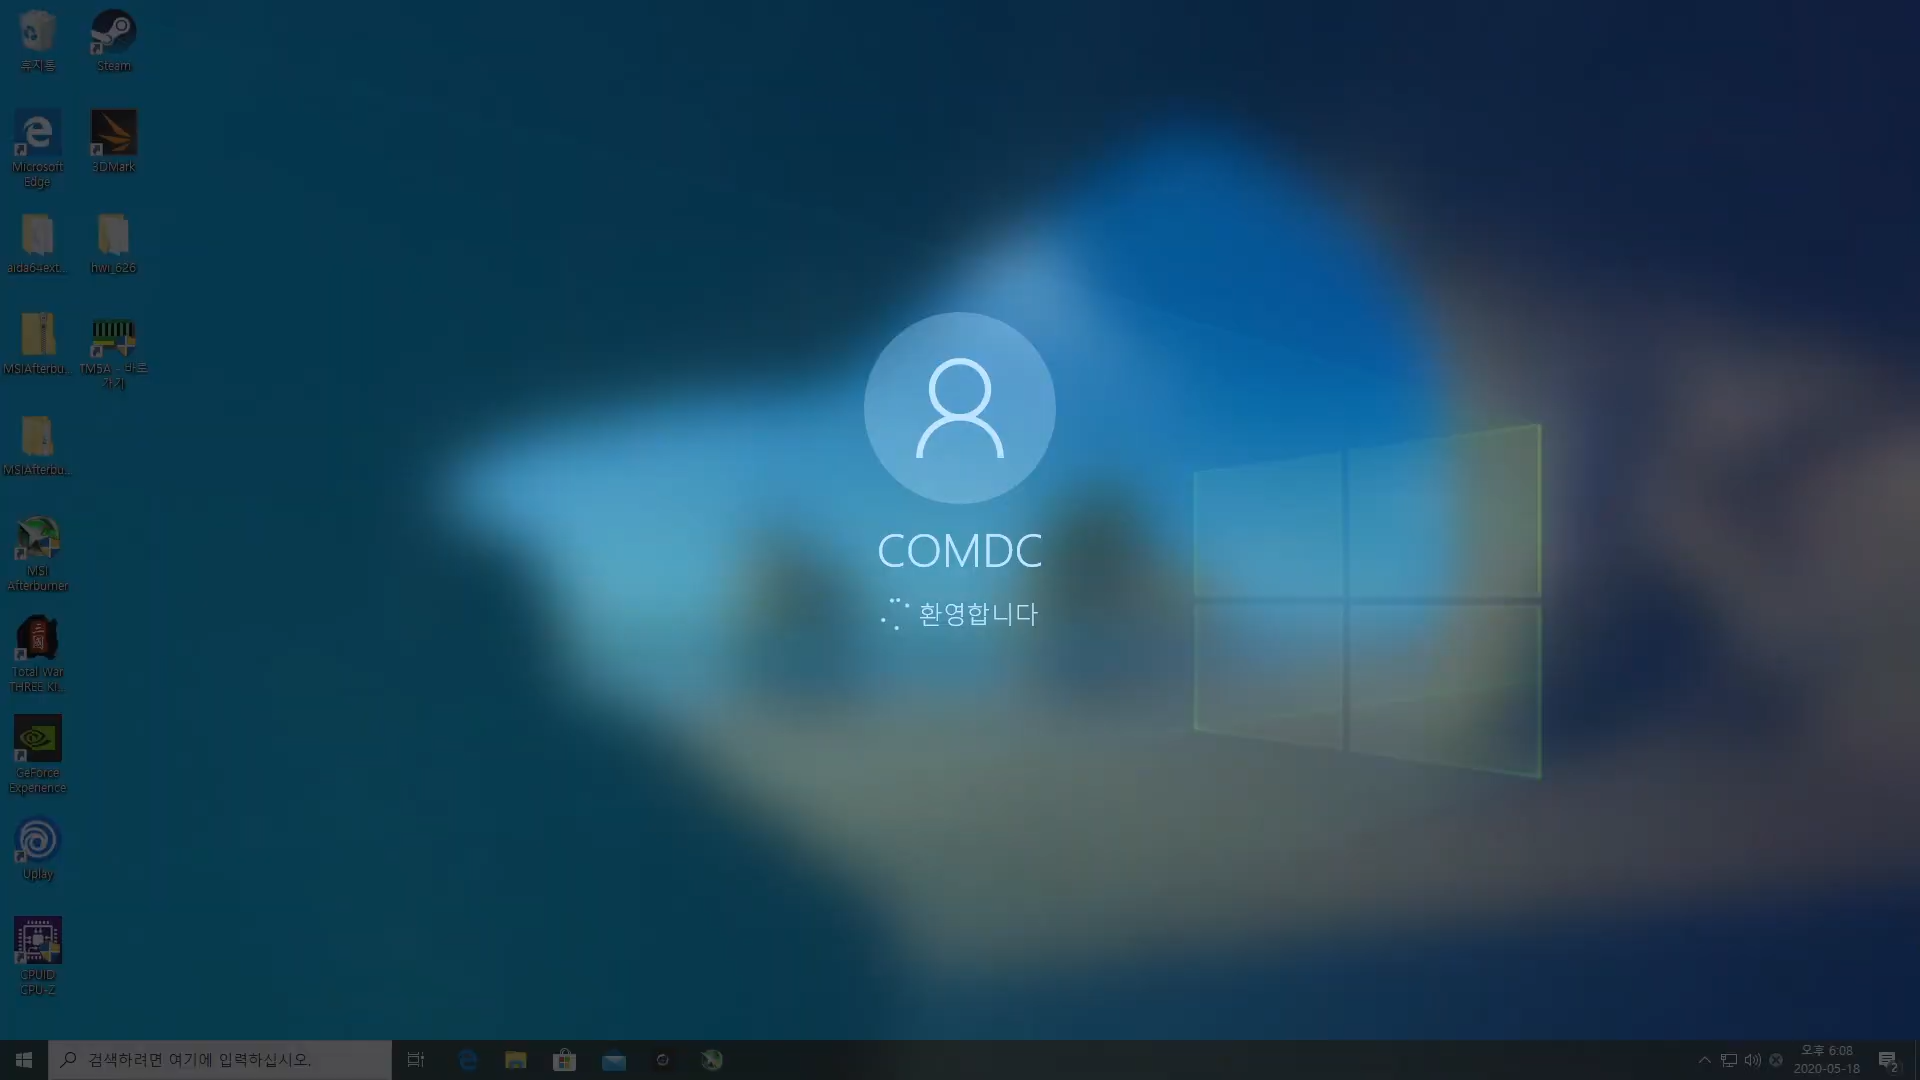 휴지통
Steam
Microsoft
Edge
3DMark
aida64ext...
hwi_626
MSIAfterbu...
TM5A - 바로
가기
MSIAfterbu...
MSI
Afterburner
Total War
THREE KI...
GeForce
Experience
Uplay
CPUID
CPU-Z
COMDC
환영합니다
검색하려면 여기에 입력하십시오.
오후 6:08
2020-05-18
2